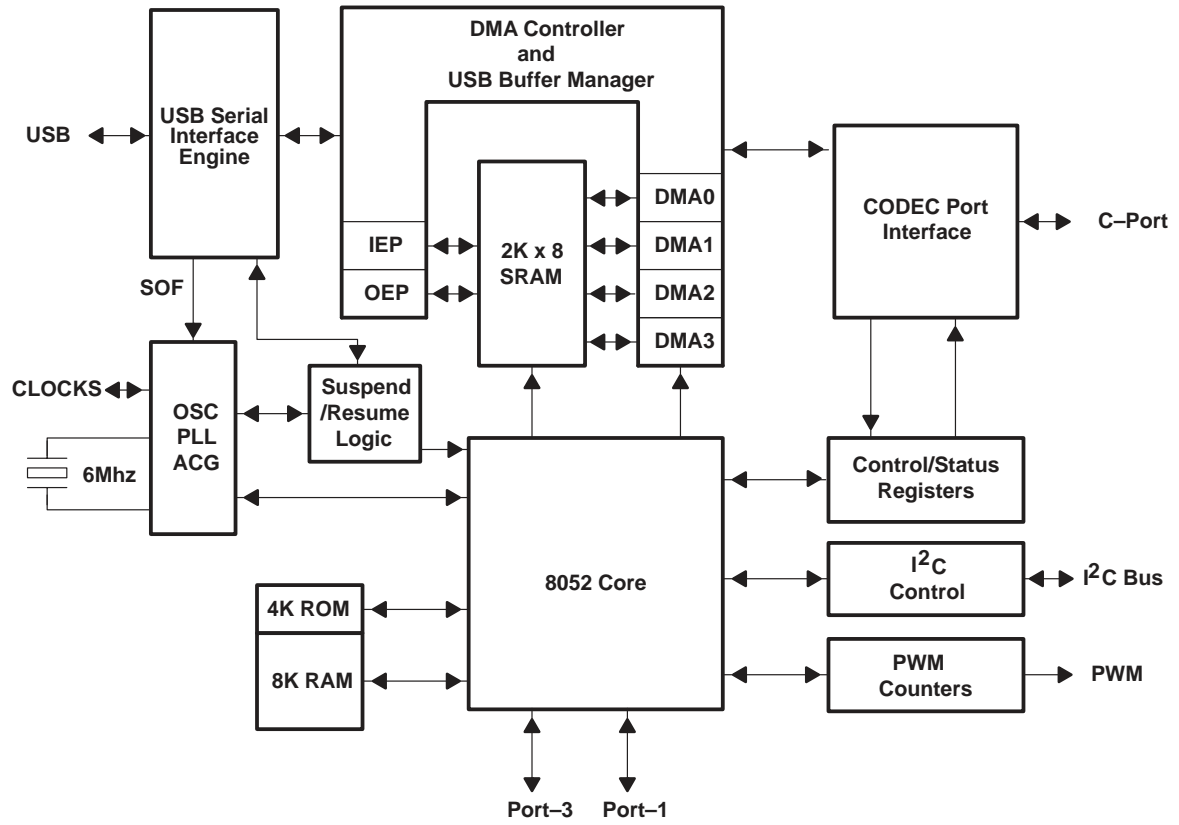 DMA Controller
and
USB Buffer Manager
USB Serial
Interface
Engine
USB
DMA0
DMA1
DMA2
DMA3
IEP
OEP
2K x 8
SRAM
CODEC Port
Interface
C–Port
SOF
CLOCKS
OSC
PLL
ACG
6Mhz
Suspend
/Resume
Logic
Control/Status
Registers
8052 Core
I2C
Control
I2C Bus
4K ROM
8K RAM
PWM
Counters
PWM
Port–3
Port–1